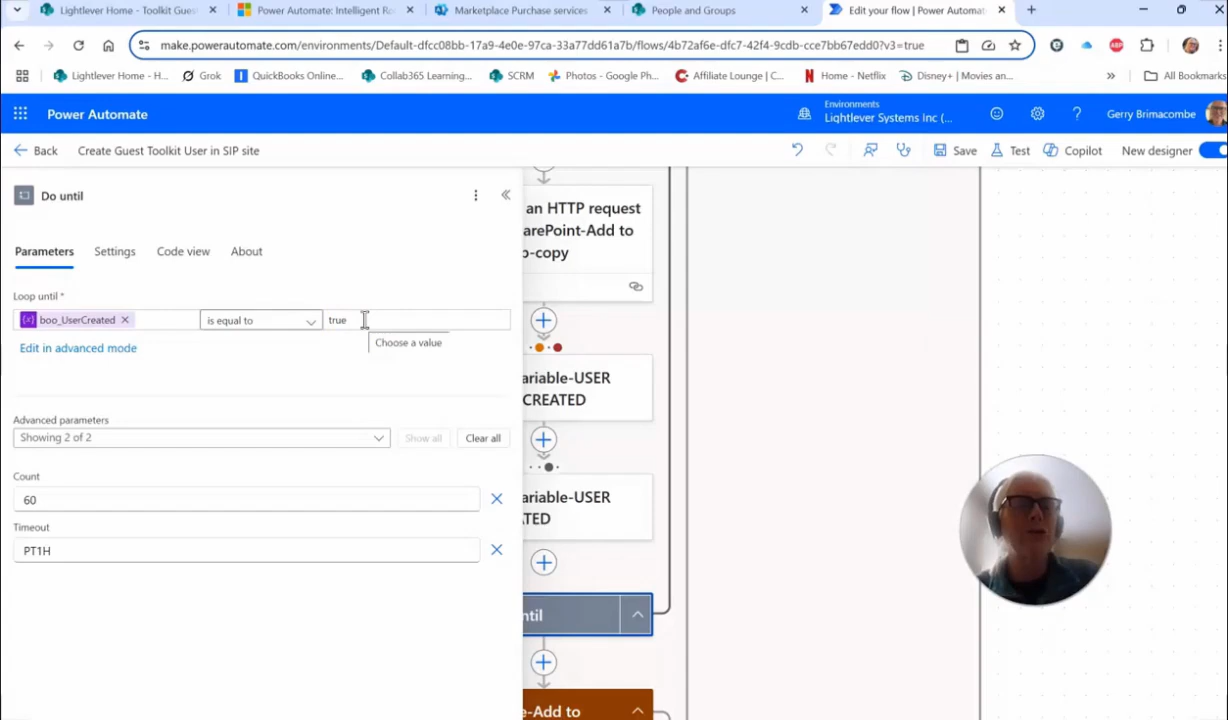 Lightlever Home - Toolkit Gues
Power Automate: Intelligent Ro
Marketplace Purchase services
People and Groups
Edit your flow | Power Automat
make.powerautomate.com/environments/Default-dfcc08bb-17a9-4e0e-97ca-33a77dd61a7b/flows/4b72af6e-dfc7-42f4-9cdb-cce7bb67edd0?v3=true
Lightlever Home - H...
Grok
QuickBooks Online...
Collab365 Learning...
SCRM
Photos - Google Ph...
Affiliate Lounge | C...
Home - Netflix
Disney+ | Movies an...
All Bookmarks
Power Automate
Environments
Lightlever Systems Inc (...
Gerry Brimacombe
Back
Create Guest Toolkit User in SIP site
Save
Test
Copilot
New designer
Do until
Parameters
Settings
Code view
About
Loop until *
boo_UserCreated
is equal to
true
Choose a value
Edit in advanced mode
Advanced parameters
Showing 2 of 2
Show all
Clear all
Count
60
Timeout
PT1H
an HTTP request
arePoint-Add to
p-copy
ariable-USER
CREATED
ariable-USER
TED
ntil
e-Add to